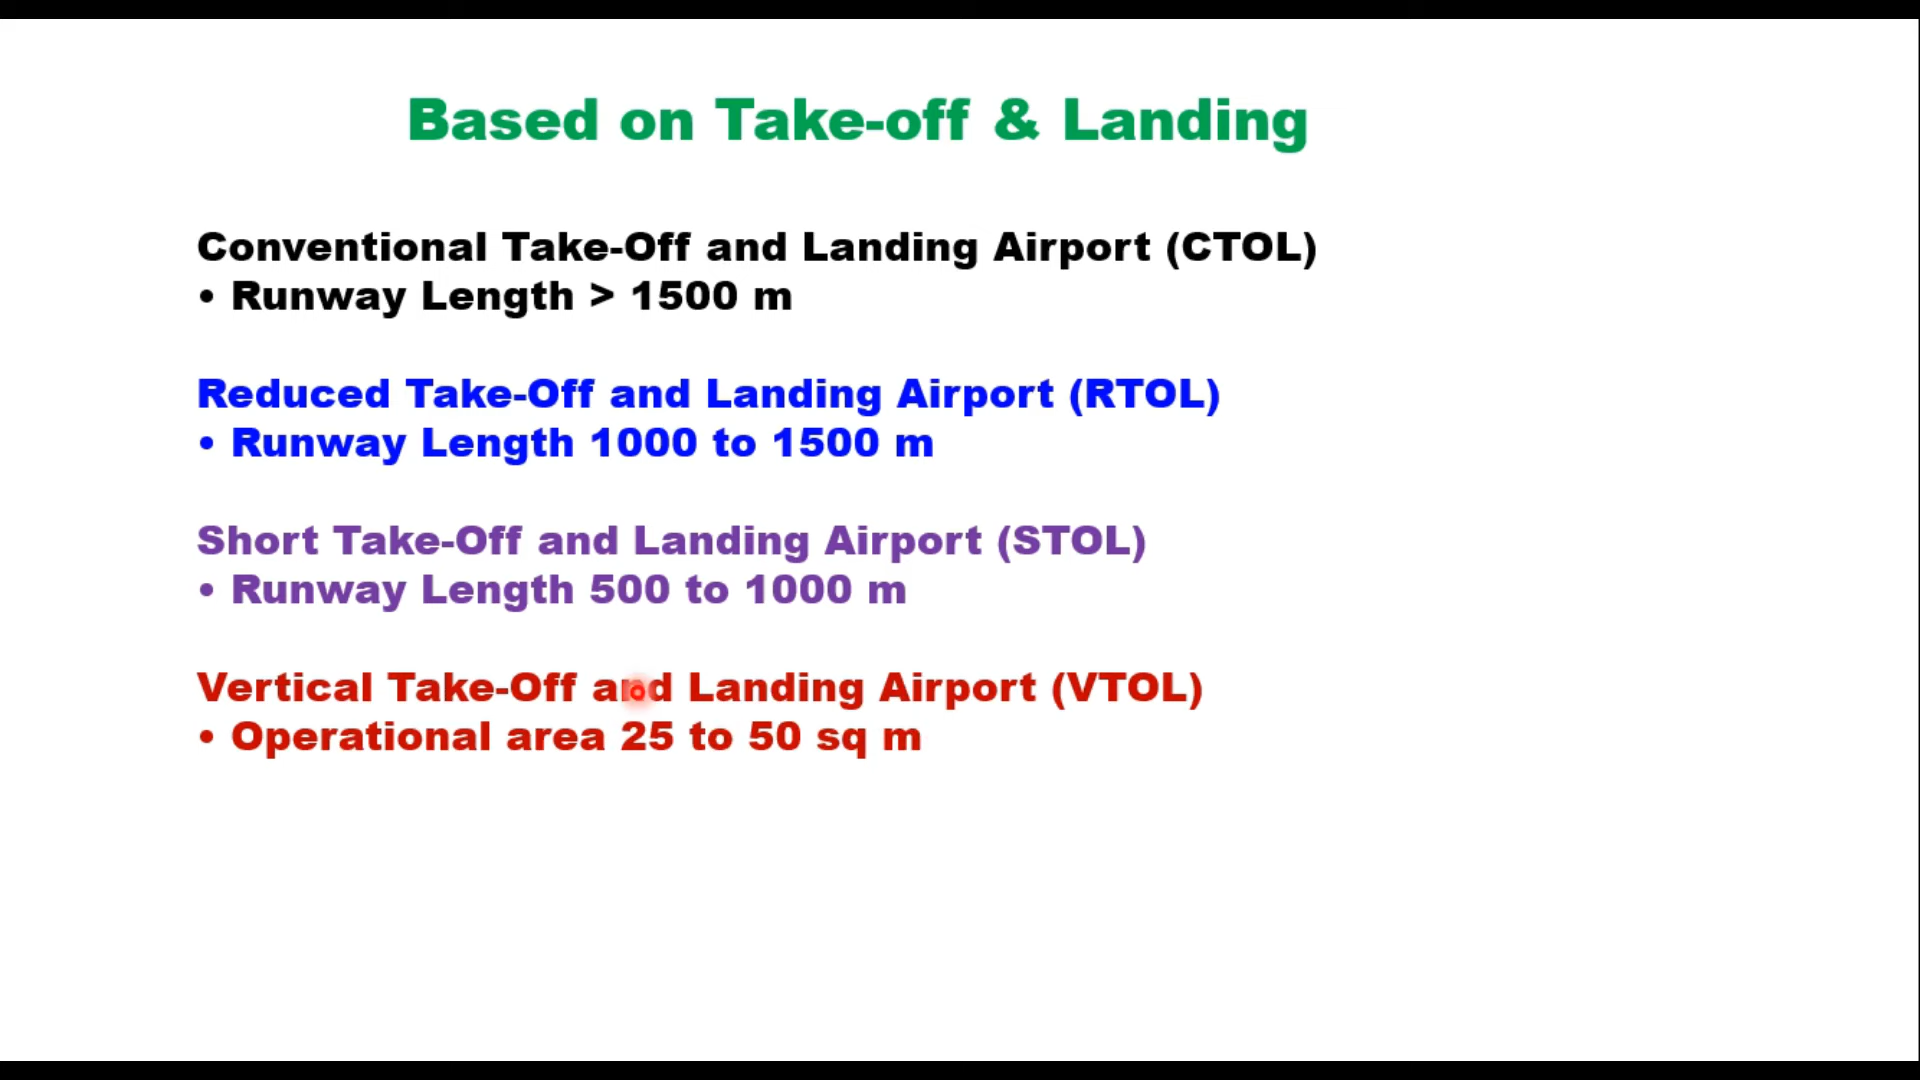 Based on Take-off & Landing
Conventional Take-Off and Landing Airport (CTOL)
• Runway Length > 1500 m
Reduced Take-Off and Landing Airport (RTOL)
• Runway Length 1000 to 1500 m
Short Take-Off and Landing Airport (STOL)
• Runway Length 500 to 1000 m
Vertical Take-Off and Landing Airport (VTOL)
• Operational area 25 to 50 sq m